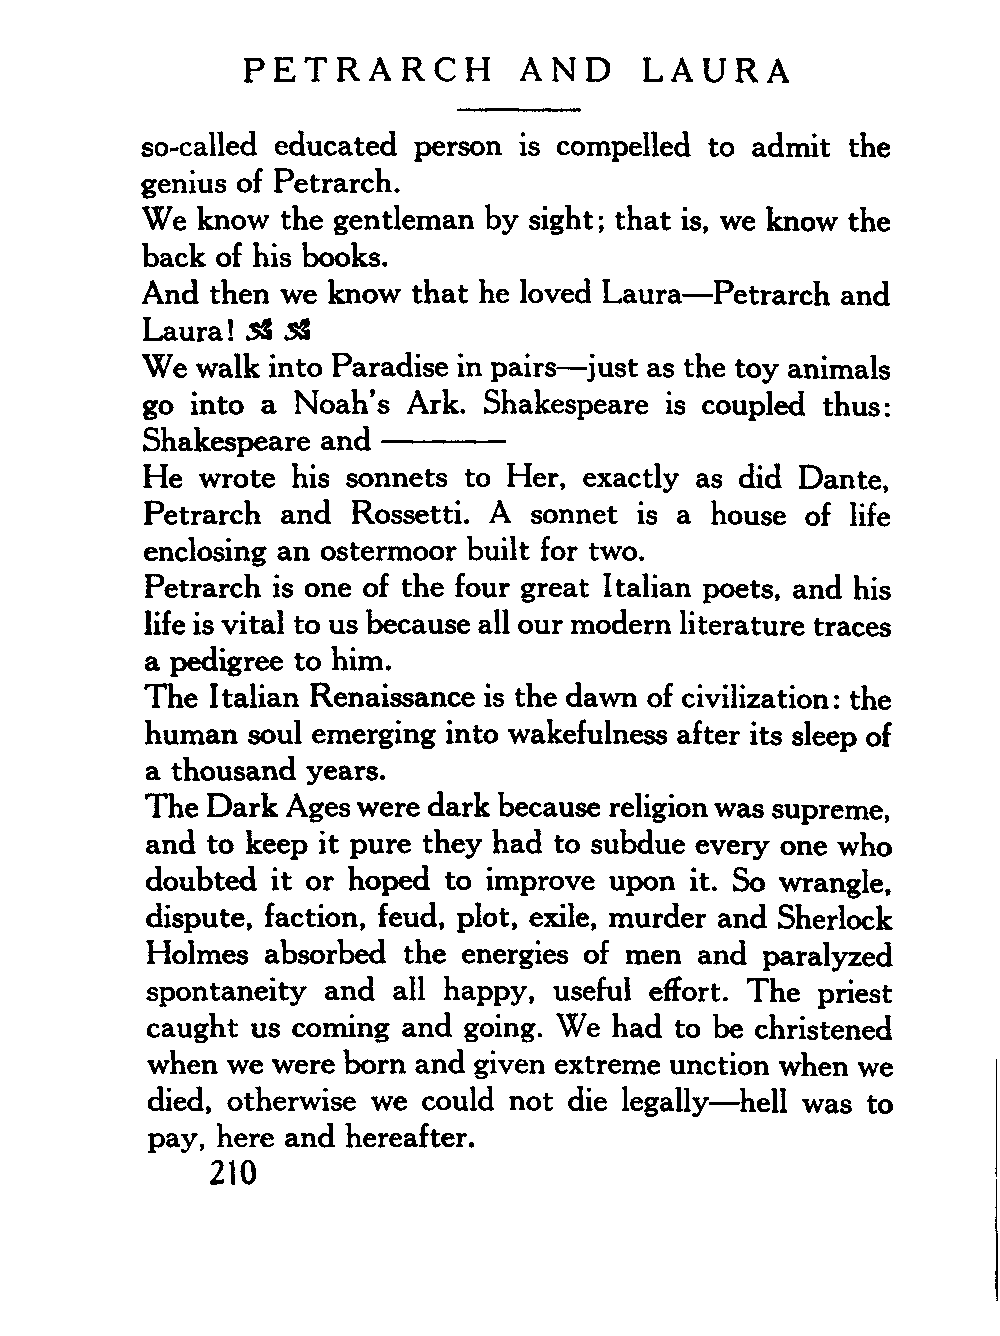 PETRARCH AND LAURA
so-called educated person is compelled to admit the
genius of Petrarch.
We know the gentleman by sight; that is, we know the
back of his books.
And then we know that he loved Laura—Petrarch and
Laura!
We walk into Paradise in pairs—just as the toy animals
go into a Noah's Ark. Shakespeare is coupled thus:
Shakespeare and ———
He wrote his sonnets to Her, exactly as did Dante,
Petrarch and Rossetti. A sonnet is a house of life
enclosing an ostermoor built for two.
Petrarch is one of the four great Italian poets, and his
life is vital to us because all our modern literature traces
a pedigree to him.
The Italian Renaissance is the dawn of civilization: the
human soul emerging into wakefulness after its sleep of
a thousand years.
The Dark Ages were dark because religion was supreme,
and to keep it pure they had to subdue every one who
doubted it or hoped to improve upon it. So wrangle,
dispute, faction, feud, plot, exile, murder and Sherlock
Holmes absorbed the energies of men and paralyzed
spontaneity and all happy, useful effort. The priest
caught us coming and going. We had to be christened
when we were born and given extreme unction when we
died, otherwise we could not die legally—hell was to
pay, here and hereafter.
210